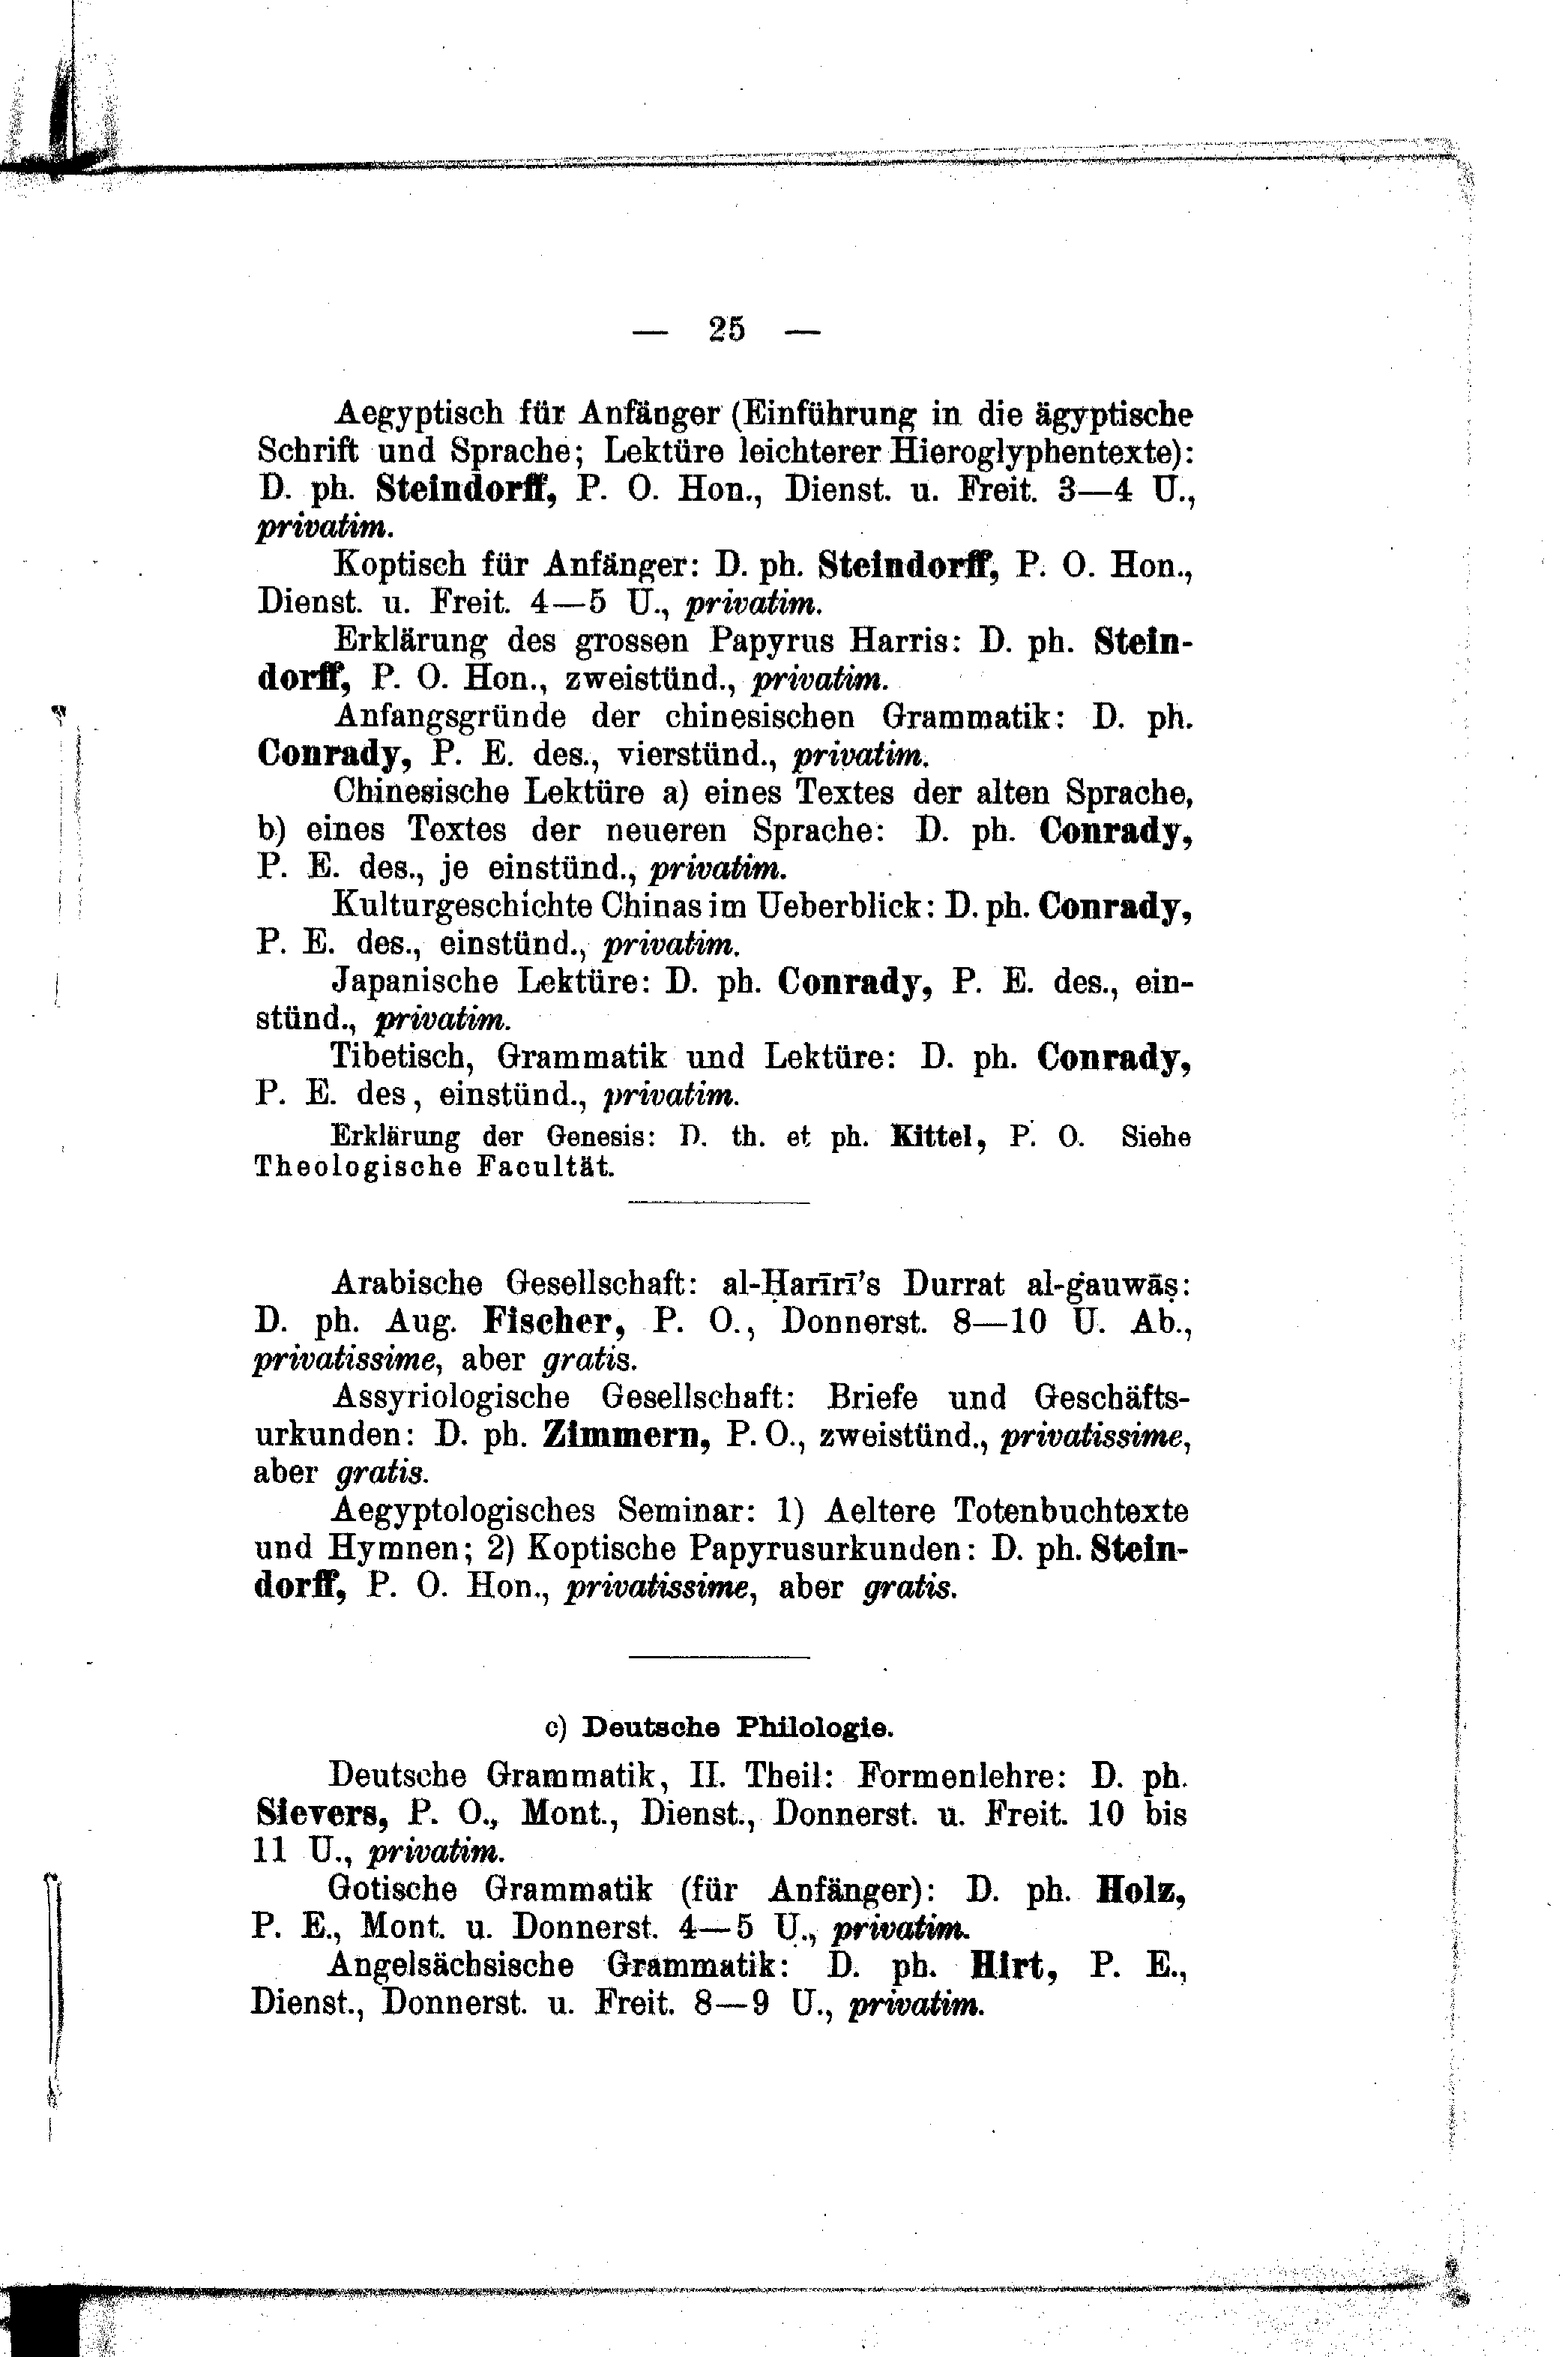 — 25 —
Aegyptisch für Anfänger (Einführung in die ägyptische
Schrift und Sprache; Lektüre leichterer Hieroglyphentexte):
D. ph. Steindorff, P. O. Hon., Dienst. u. Freit. 3—4 U.,
privatim.
Koptisch für Anfänger: D. ph. Steindorff, P. O. Hon.,
Dienst. u. Freit. 4—5 U., privatim.
Erklärung des grossen Papyrus Harris: D. ph. Stein-
dorff, P. O. Hon., zweistünd., privatim.
Anfangsgründe der chinesischen Grammatik: D. ph.
Conrady, P. E. des., vierstünd., privatim.
Chinesische Lektüre a) eines Textes der alten Sprache,
b) eines Textes der neueren Sprache: D. ph. Conrady,
P. E. des., je einstünd., privatim.
Kulturgeschichte Chinas im Ueberblick: D. ph. Conrady,
P. E. des., einstünd., privatim.
Japanische Lektüre: D. ph. Conrady, P. E. des., ein-
stünd., privatim.
Tibetisch, Grammatik und Lektüre: D. ph. Conrady,
P. E. des, einstünd., privatim.
Erklärung der Genesis: D. th. et ph. Kittel, P. O. Siehe
Theologische Facultät.
Arabische Gesellschaft: al-Ḥarīrī's Durrat al-ġauwāṣ:
D. ph. Aug. Fischer, P. O., Donnerst. 8—10 U. Ab.,
privatissime, aber gratis.
Assyriologische Gesellschaft: Briefe und Geschäfts-
urkunden: D. ph. Zimmern, P. O., zweistünd., privatissime,
aber gratis.
Aegyptologisches Seminar: 1) Aeltere Totenbuchtexte
und Hymnen; 2) Koptische Papyrusurkunden: D. ph. Stein-
dorff, P. O. Hon., privatissime, aber gratis.
c) Deutsche Philologie.
Deutsche Grammatik, II. Theil: Formenlehre: D. ph.
Sievers, P. O., Mont., Dienst., Donnerst. u. Freit. 10 bis
11 U., privatim.
Gotische Grammatik (für Anfänger): D. ph. Holz,
P. E., Mont. u. Donnerst. 4—5 U., privatim.
Angelsächsische Grammatik: D. ph. Hirt, P. E.,
Dienst., Donnerst. u. Freit. 8—9 U., privatim.